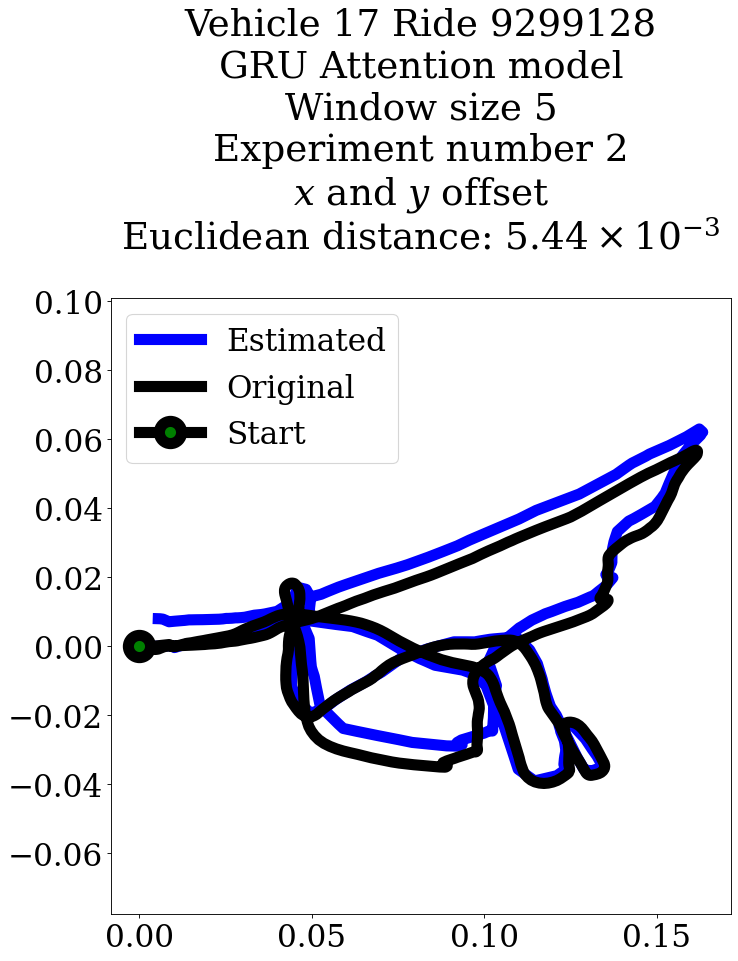 Vehicle 17 Ride 9299128
GRU Attention model
Window size 5
Experiment number 2
x and y offset
Euclidean distance: 5.44 × 10⁻³
Estimated
Original
Start
0.10
0.08
0.06
0.04
0.02
0.00
−0.02
−0.04
−0.06
0.00 0.05 0.10 0.15